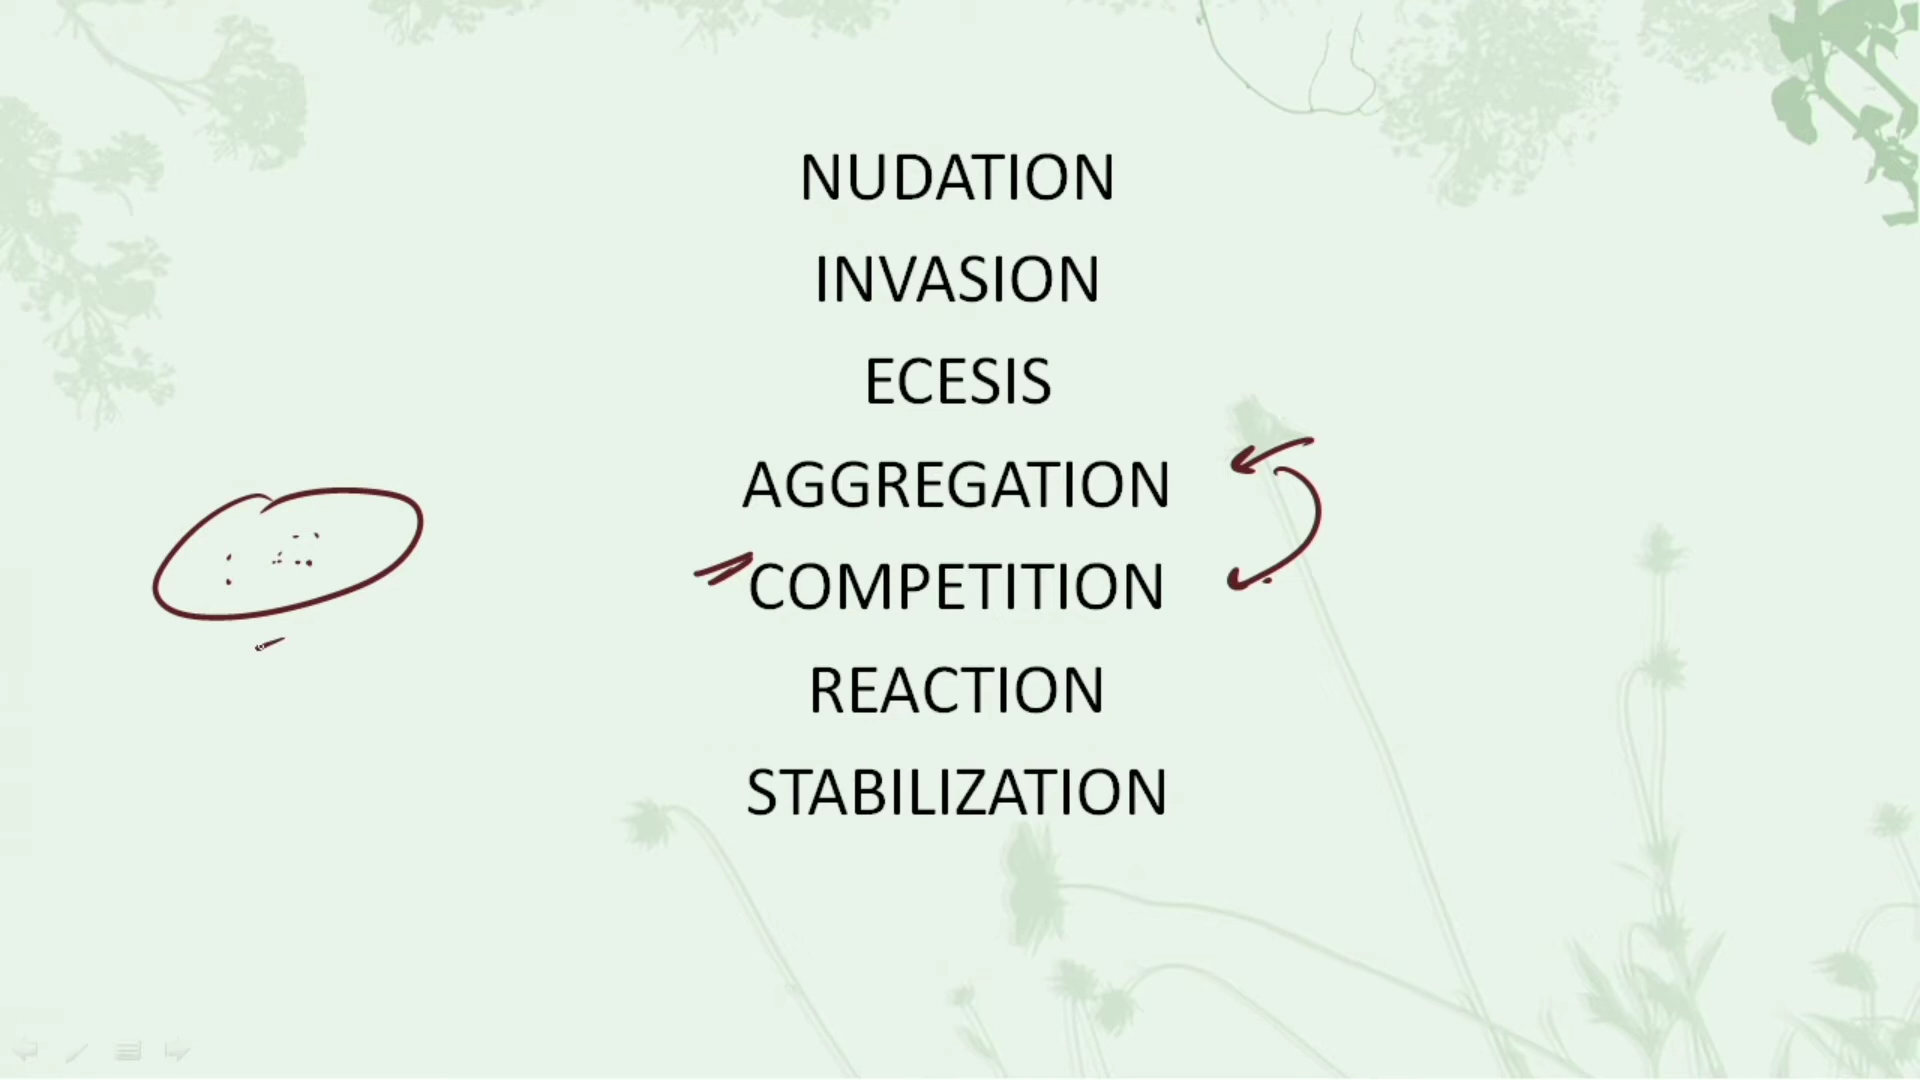 NUDATION
INVASION
ECESIS
AGGREGATION
COMPETITION
REACTION
STABILIZATION